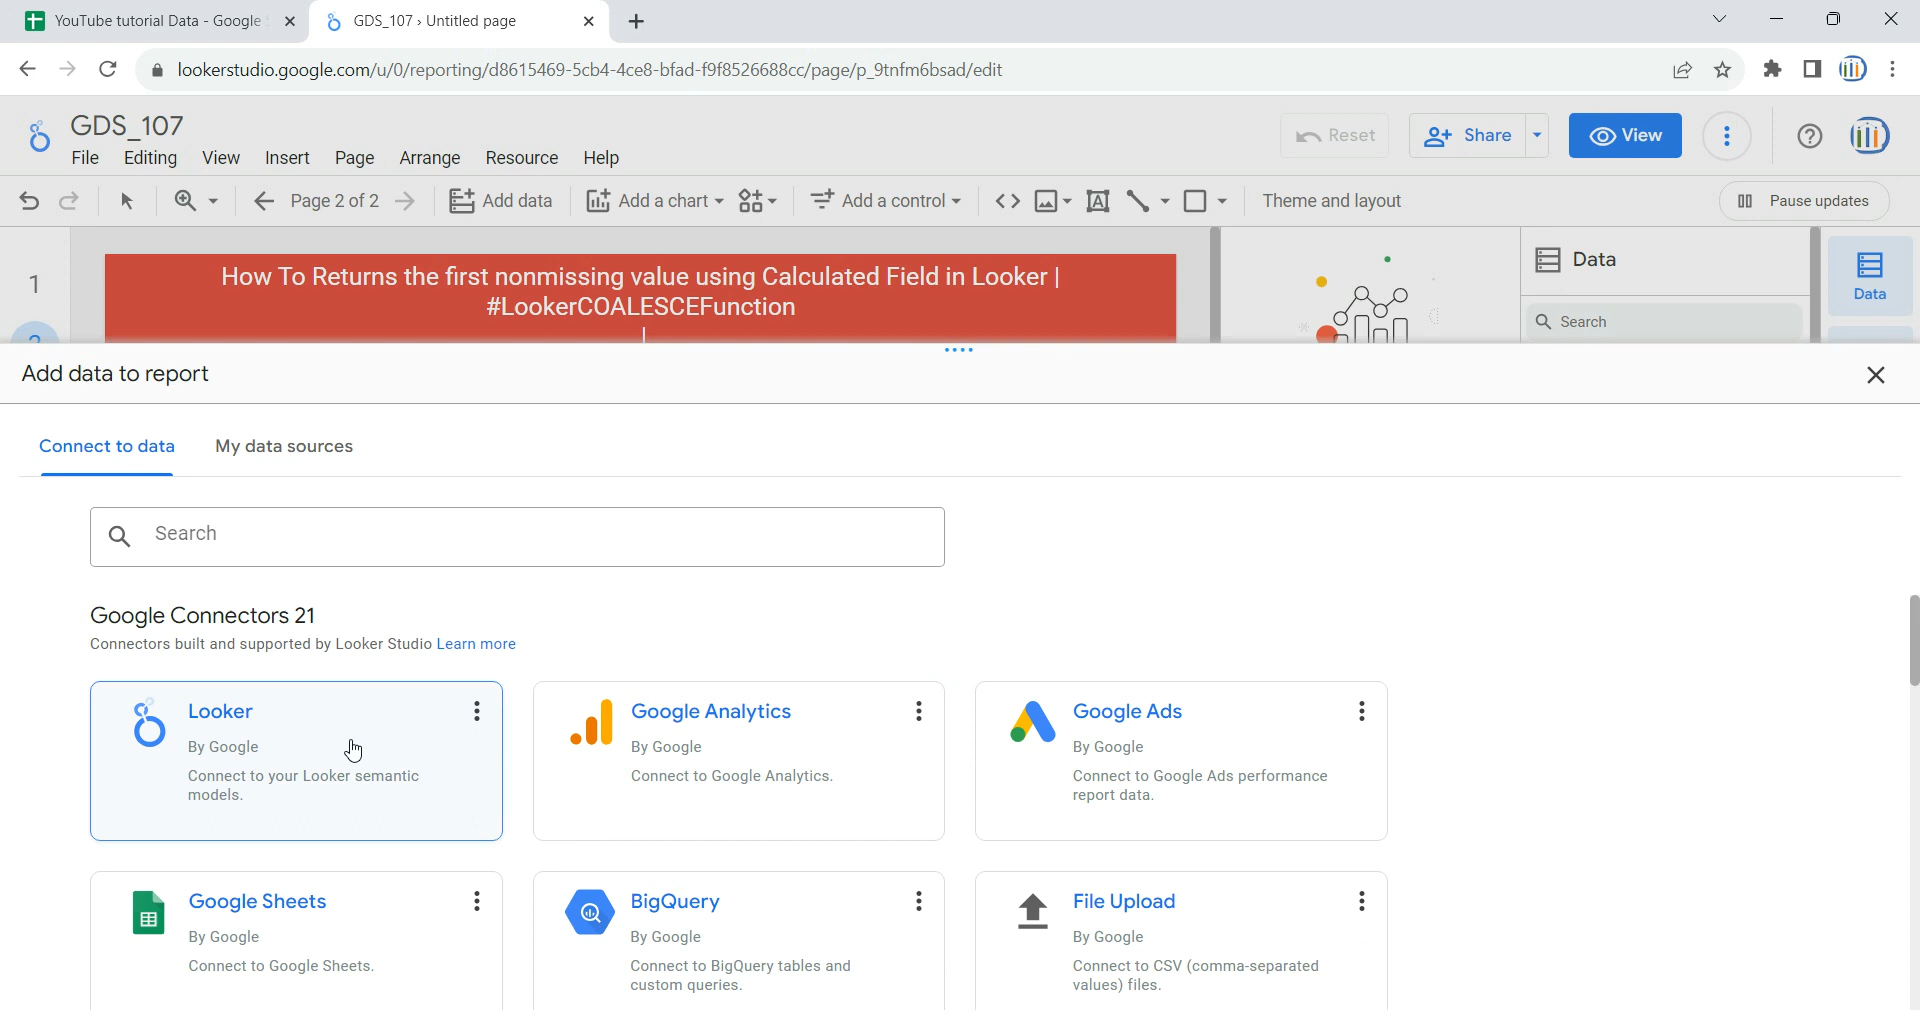 YouTube tutorial Data - Google
GDS_107 › Untitled page
lookerstudio.google.com/u/0/reporting/d8615469-5cb4-4ce8-bfad-f9f8526688cc/page/p_9tnfm6bsad/edit
GDS_107
File Editing View Insert Page Arrange Resource Help
Reset Share View
Page 2 of 2 Add data Add a chart Add a control Theme and layout Pause updates
1
2
How To Returns the first nonmissing value using Calculated Field in Looker |
#LookerCOALESCEFunction
|
Data
Search
Data
Add data to report
Connect to data My data sources
Search
Google Connectors 21
Connectors built and supported by Looker Studio Learn more
Looker
By Google
Connect to your Looker semantic
models.
Google Analytics
By Google
Connect to Google Analytics.
Google Ads
By Google
Connect to Google Ads performance
report data.
Google Sheets
By Google
Connect to Google Sheets.
BigQuery
By Google
Connect to BigQuery tables and
custom queries.
File Upload
By Google
Connect to CSV (comma-separated
values) files.